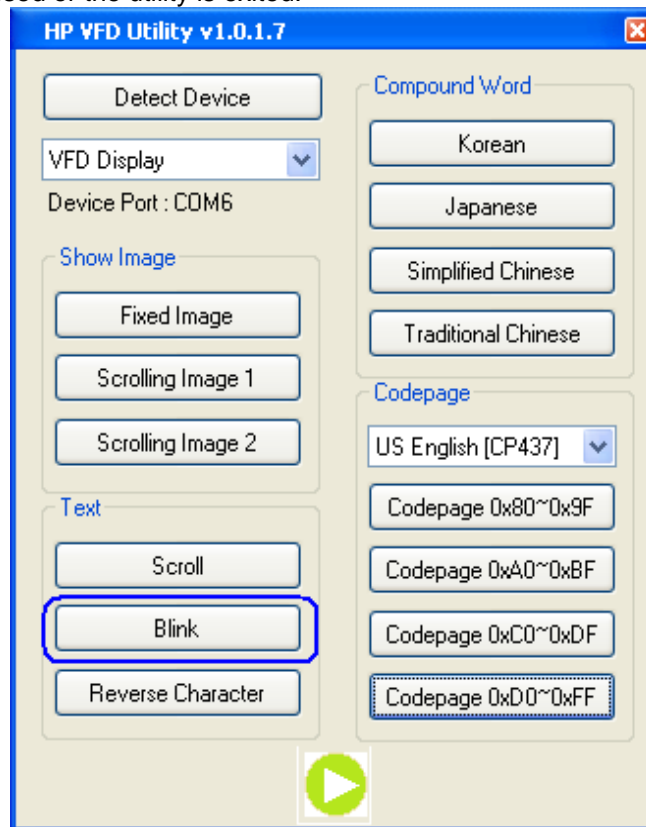 HP VFD Utility v1.0.1.7
Detect Device
VFD Display
Device Port : COM6
Show Image
Fixed Image
Scrolling Image 1
Scrolling Image 2
Text
Scroll
Blink
Reverse Character
Compound Word
Korean
Japanese
Simplified Chinese
Traditional Chinese
Codepage
US English [CP437]
Codepage 0x80~0x9F
Codepage 0xA0~0xBF
Codepage 0xC0~0xDF
Codepage 0xD0~0xFF